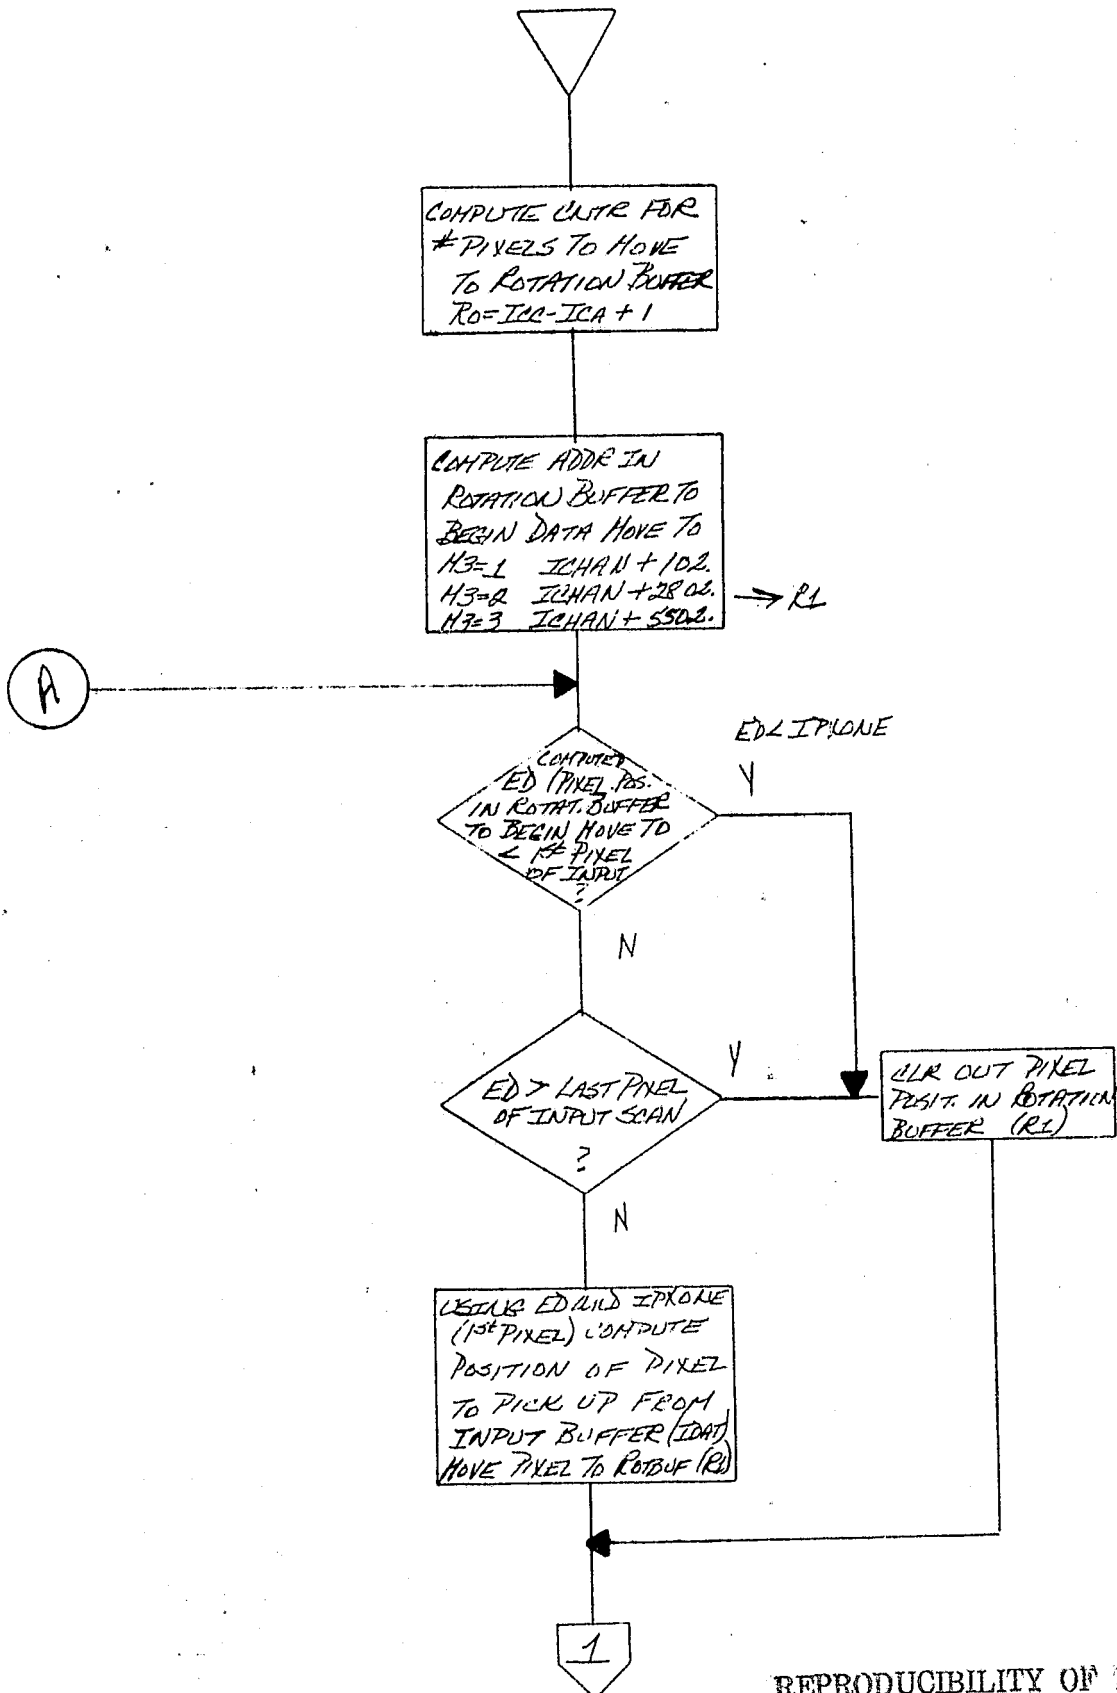 COMPUTE CNTR FOR
# PIXELS TO MOVE
TO ROTATION BUFFER
R0=ICC-ICA+1
COMPUTE ADDR IN
ROTATION BUFFER TO
BEGIN DATA MOVE TO
M3=1 ICHAN+102.
M3=2 ICHAN+2802.
M3=3 ICHAN+5502.
→ R1
A
ED<IPXONE
Y
COMPUTED
ED (PIXEL POS.
IN ROTAT. BUFFER
TO BEGIN MOVE TO
< 1st PIXEL
OF INPUT
?
N
ED > LAST PIXEL
OF INPUT SCAN
?
Y
CLR OUT PIXEL
POSIT. IN ROTATION
BUFFER (R1)
N
USING ED AND IPXONE
(1st PIXEL) COMPUTE
POSITION OF PIXEL
TO PICK UP FROM
INPUT BUFFER (IDAT)
MOVE PIXEL TO ROTBUF (R1)
1
REPRODUCIBILITY OF